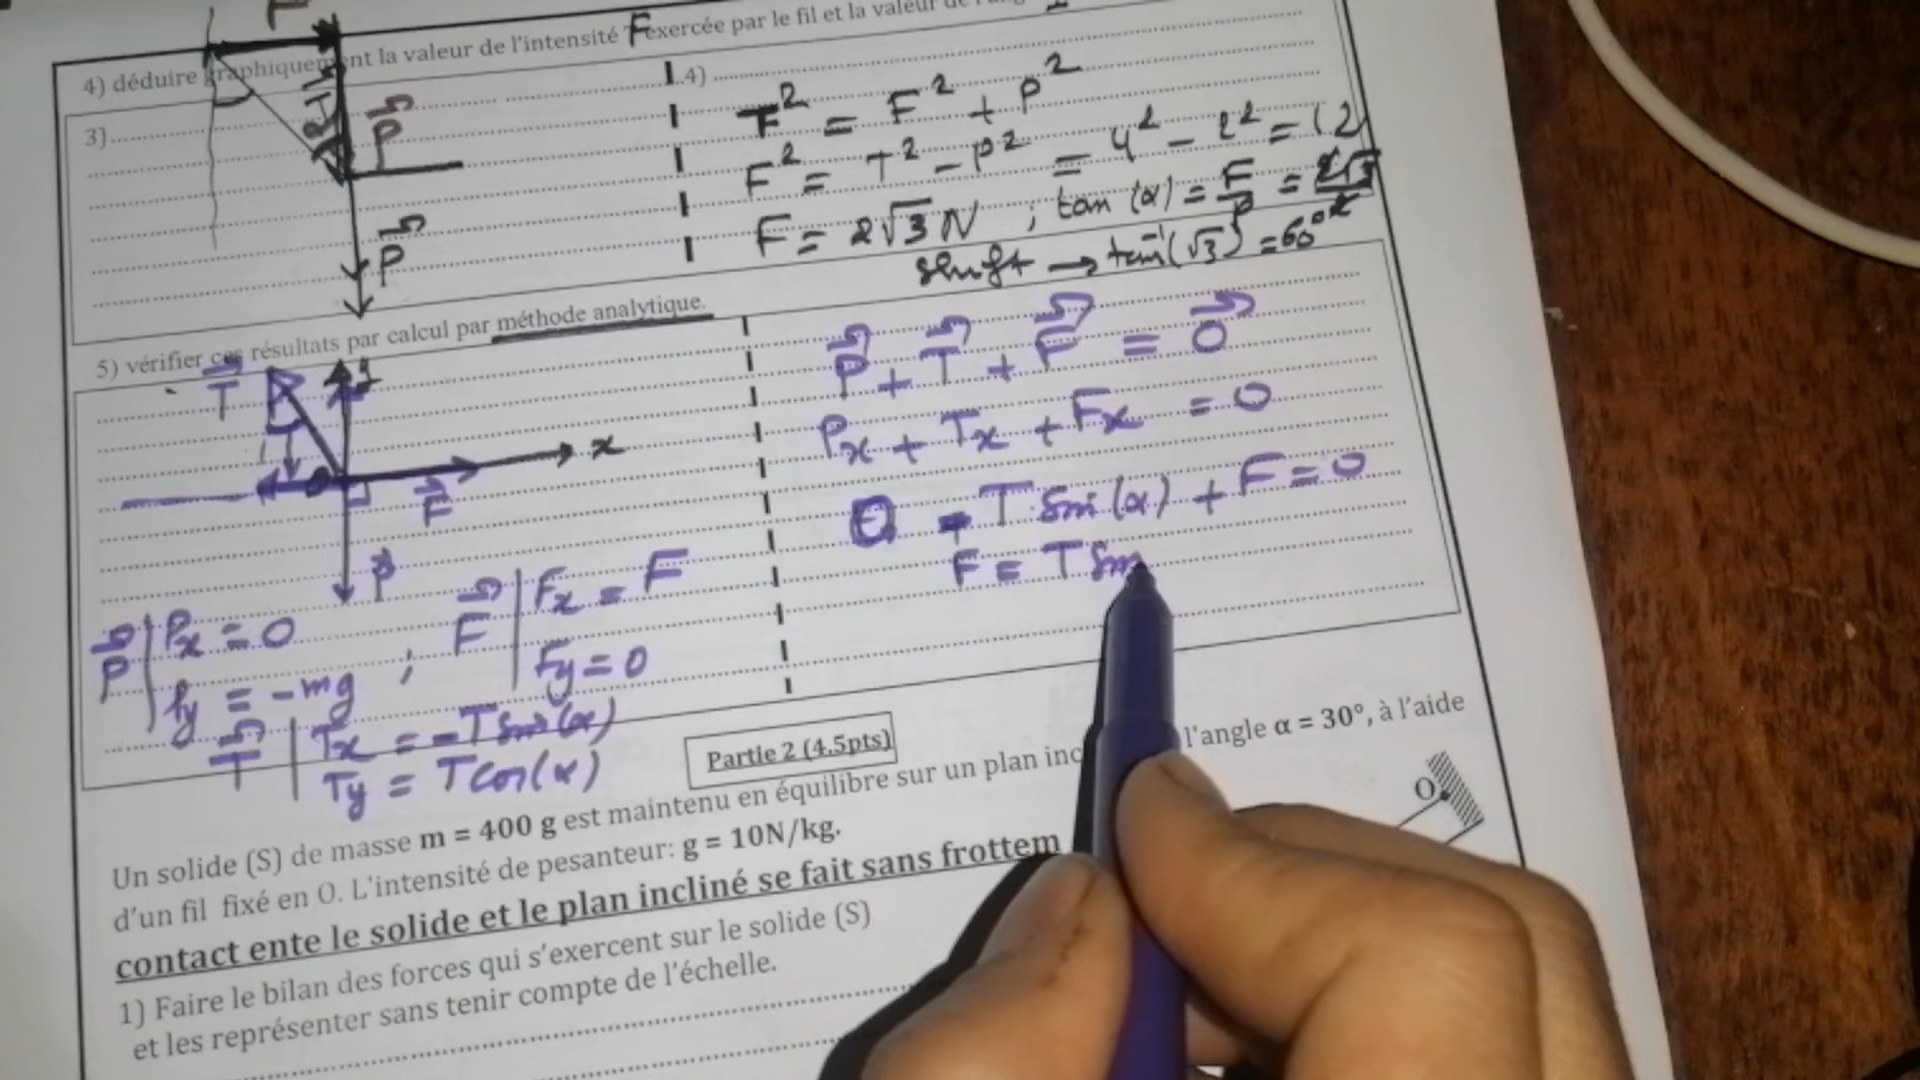 4) déduire graphiquement la valeur de l'intensité F exercée par le fil et la valeur de
3)
P
P
4)
T² = F² + P²
F² = T² - P² = 4² - 2² = 12
F = 2√3 N ; tan (α) = F/P = 2√3/2
shift → tan⁻¹(√3) = 60°
5) vérifier ces résultats par calcul par méthode analytique.
T
y
x
O
F
P
P | Px = 0
Py = -mg
; F | Fx = F
Fy = 0
T | Tx = -T Sin(α)
Ty = T cos(α)
P + T + F = 0
Px + Tx + Fx = 0
0 - T Sin(α) + F = 0
F = T Sin
Partie 2 (4.5pts)
Un solide (S) de masse m = 400 g est maintenu en équilibre sur un plan inc l'angle α = 30°, à l'aide
d'un fil fixé en O. L'intensité de pesanteur: g = 10N/kg.
contact ente le solide et le plan incliné se fait sans frottem
1) Faire le bilan des forces qui s'exercent sur le solide (S)
et les représenter sans tenir compte de l'échelle.
O